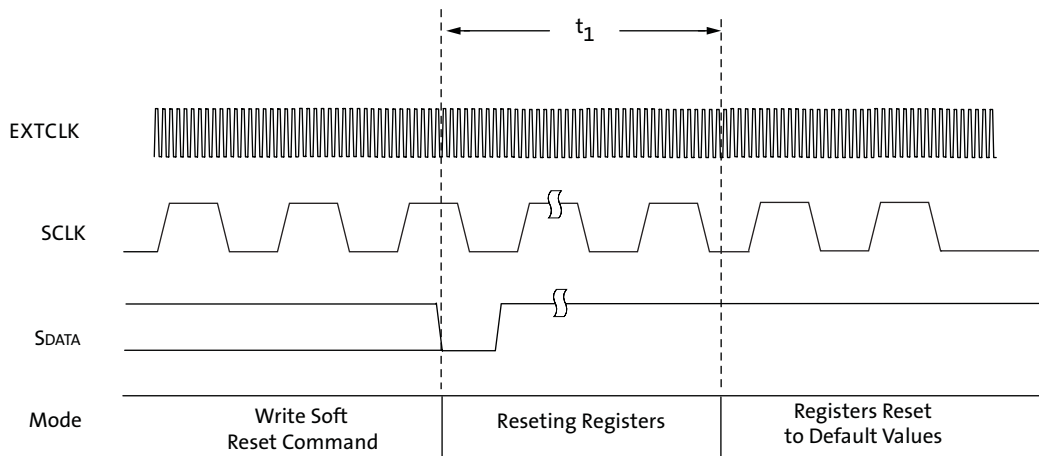 t1
EXTCLK
SCLK
SDATA
Mode
Write Soft
Reset Command
Reseting Registers
Registers Reset
to Default Values